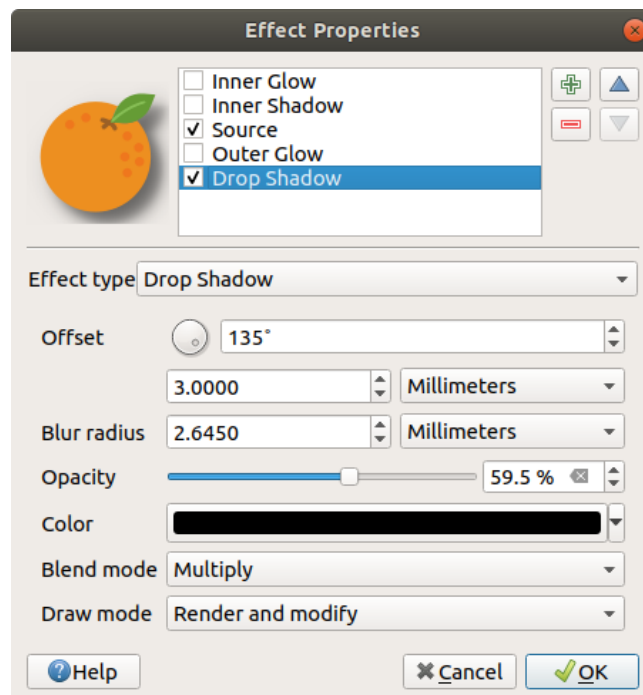 Effect Properties
Inner Glow
Inner Shadow
Source
Outer Glow
Drop Shadow
Effect type Drop Shadow
Offset 135°
3.0000 Millimeters
Blur radius 2.6450 Millimeters
Opacity 59.5 %
Color
Blend mode Multiply
Draw mode Render and modify
Help Cancel OK